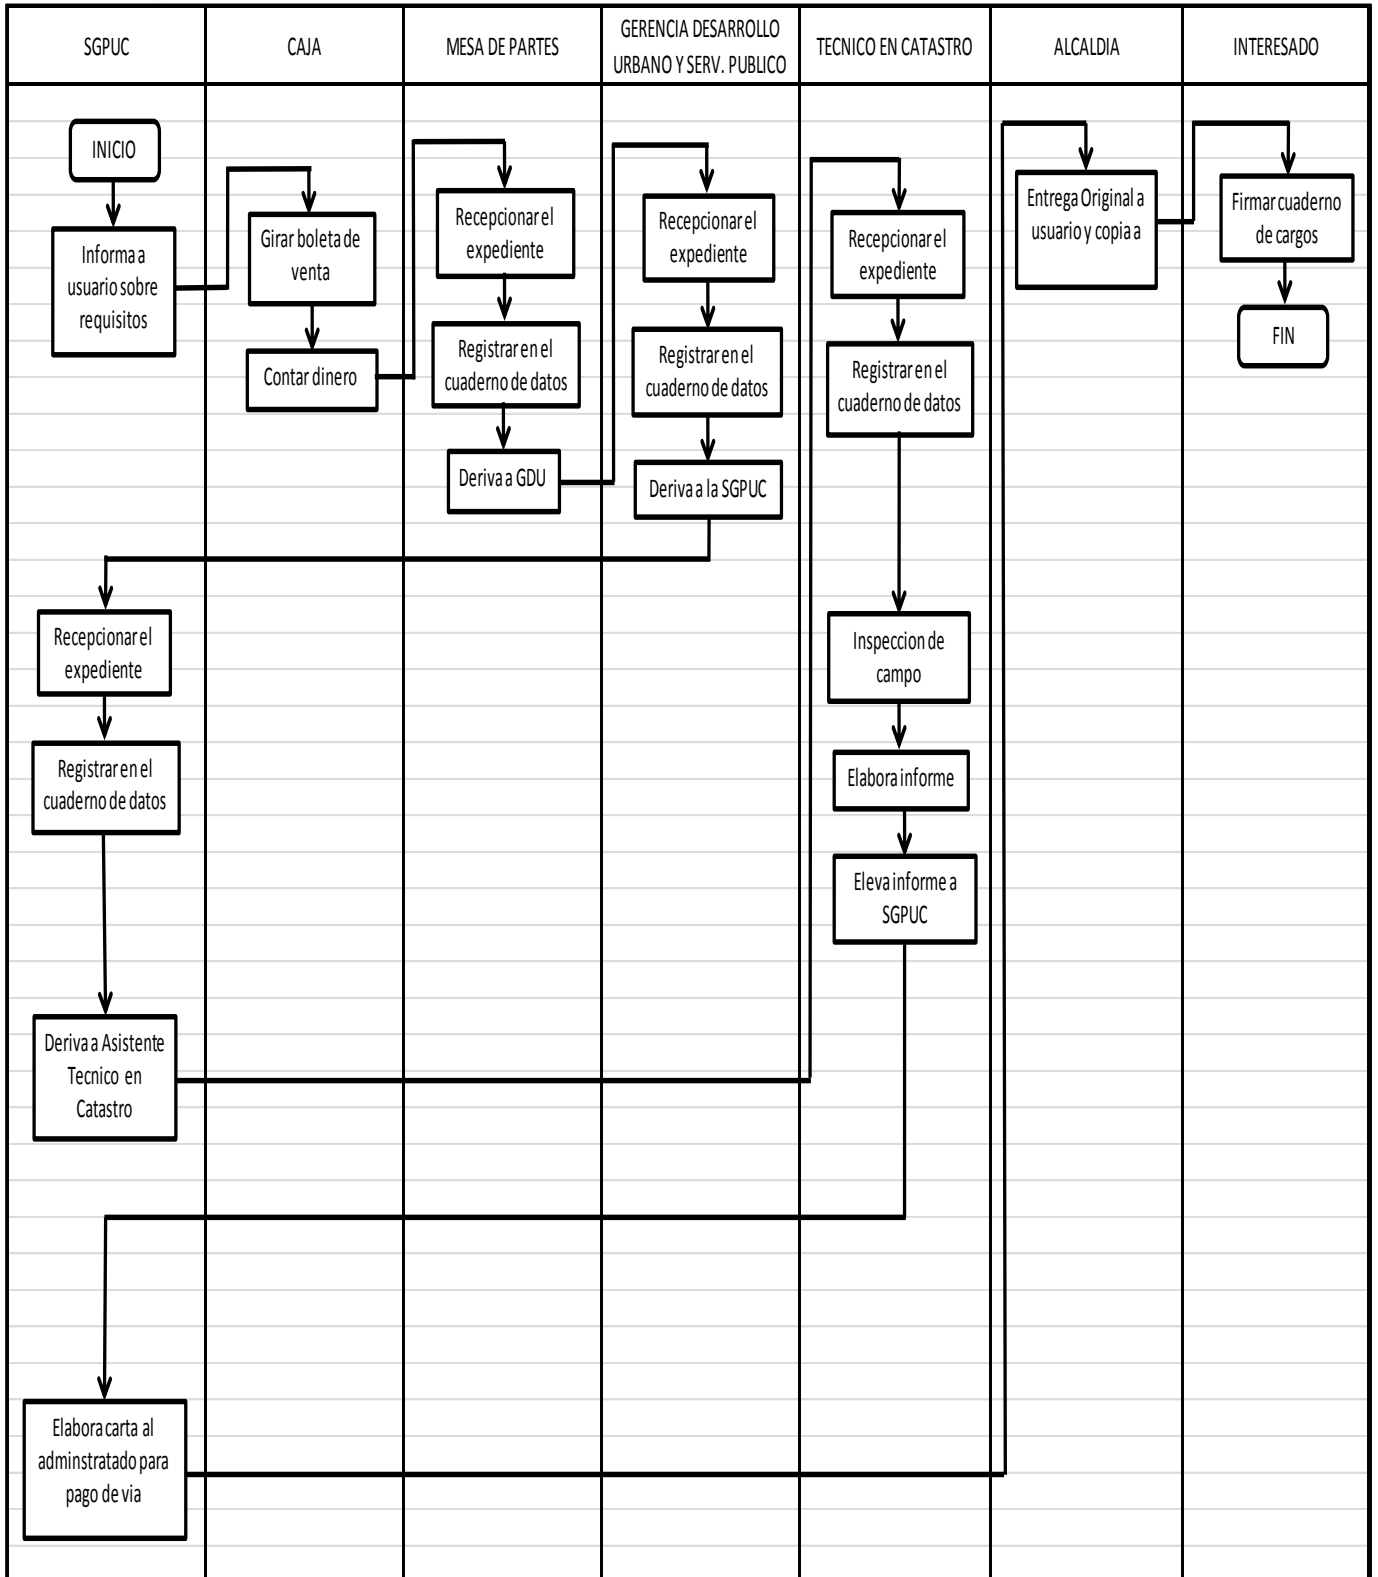 SGPUC
CAJA
MESA DE PARTES
GERENCIA DESARROLLO
URBANO Y SERV. PUBLICO
TECNICO EN CATASTRO
ALCALDIA
INTERESADO
INICIO
Informa a
usuario sobre
requisitos
Girar boleta de
venta
Contar dinero
Recepcionar el
expediente
Registrar en el
cuaderno de datos
Deriva a GDU
Recepcionar el
expediente
Registrar en el
cuaderno de datos
Deriva a la SGPUC
Recepcionar el
expediente
Registrar en el
cuaderno de datos
Deriva a Asistente
Tecnico en
Catastro
Recepcionar el
expediente
Registrar en el
cuaderno de datos
Inspeccion de
campo
Elabora informe
Eleva informe a
SGPUC
Elabora carta al
adminstratado para
pago de via
Entrega Original a
usuario y copia a
Firmar cuaderno
de cargos
FIN